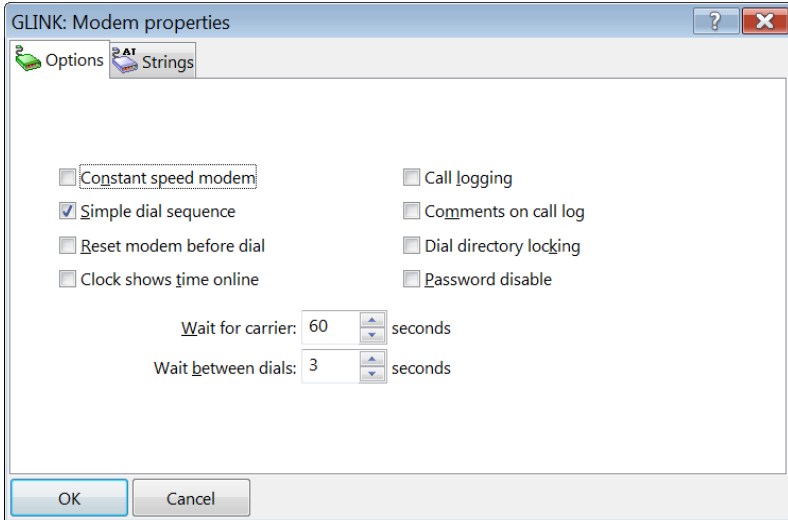 GLINK: Modem properties
Options
AT
Strings
Constant speed modem
Call logging
Simple dial sequence
Comments on call log
Reset modem before dial
Dial directory locking
Clock shows time online
Password disable
Wait for carrier: 60 seconds
Wait between dials: 3 seconds
OK
Cancel